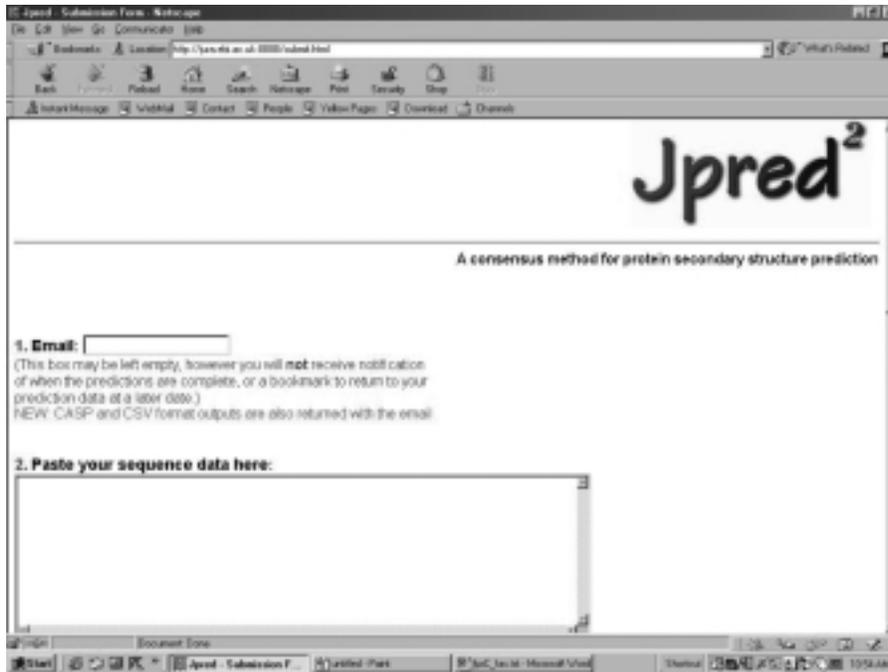 Jpred - Submission Form - Netscape
File Edit View Go Communicator Help
Bookmarks Location: What's Related
Back Forward Reload Home Search Netscape Print Security Shop Stop
Instant Message WebMail Contact People Yellow Pages Download Channels
Jpred²
A consensus method for protein secondary structure prediction
1. Email:
(This box may be left empty, however you will not receive notification
of when the predictions are complete, or a bookmark to return to your
prediction data at a later date.)
NEW: CASP and CSV format outputs are also returned with the email
2. Paste your sequence data here:
Document: Done
Start Jpred - Submission F... untitled - Paint Microsoft Word